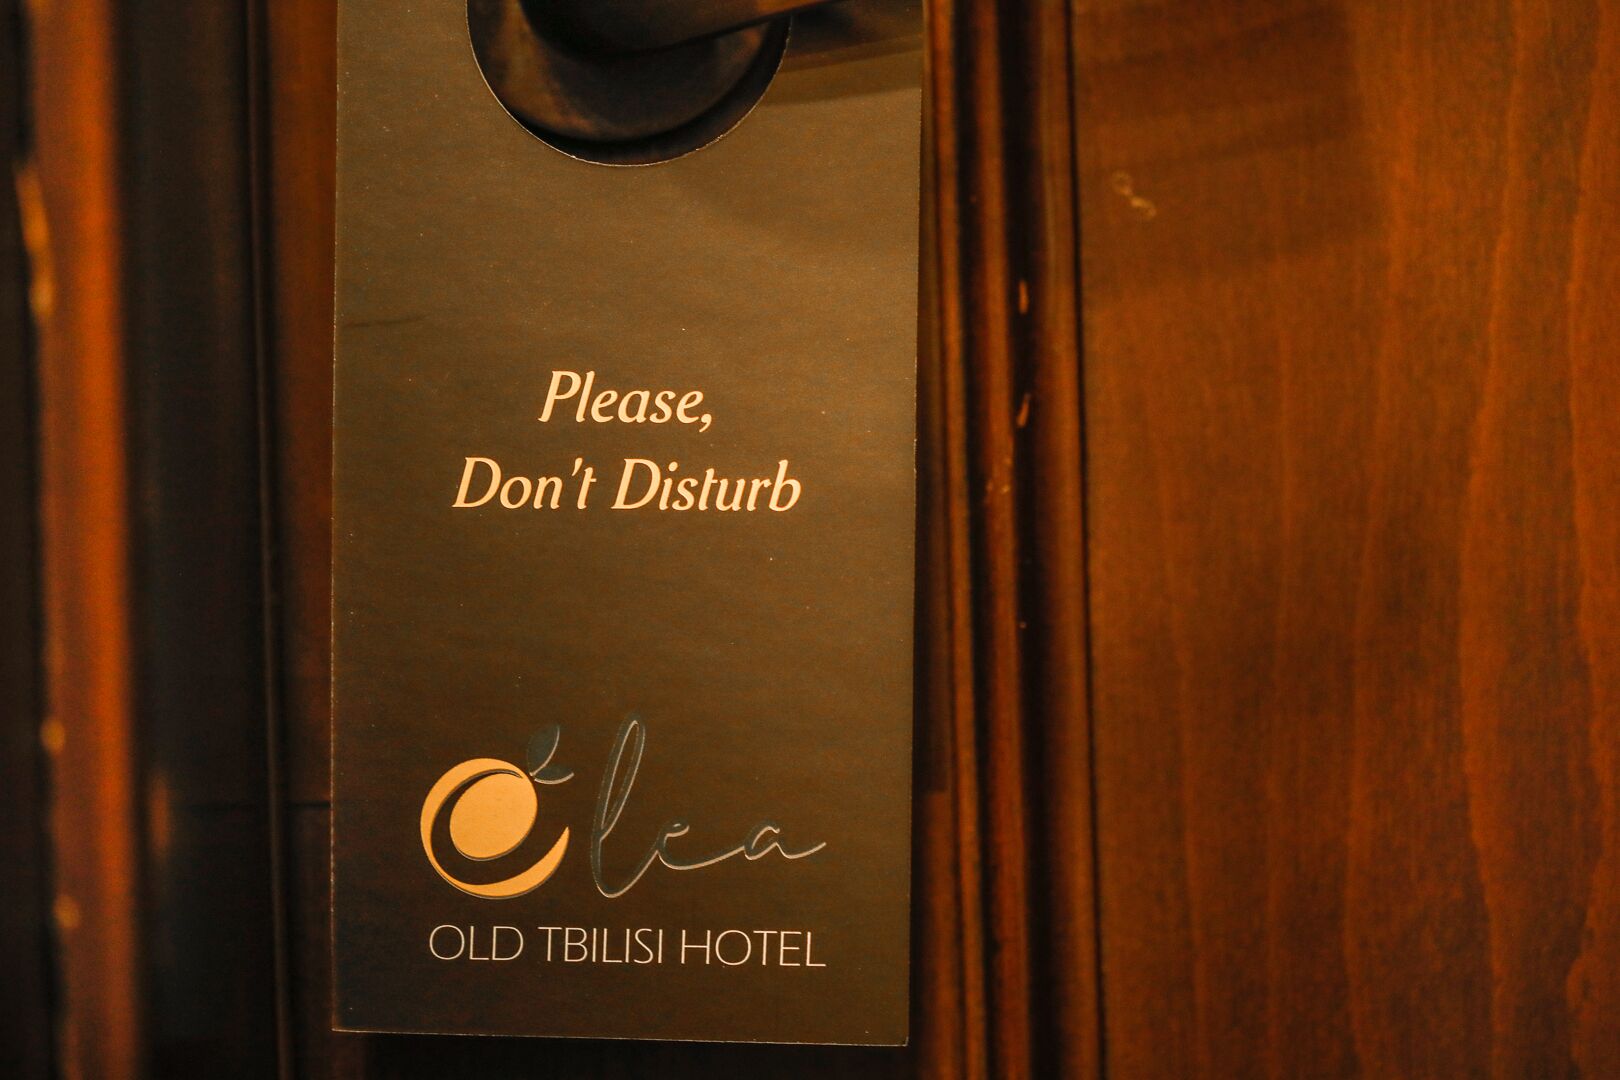 Please,
Don't Disturb
Olea
OLD TBILISI HOTEL